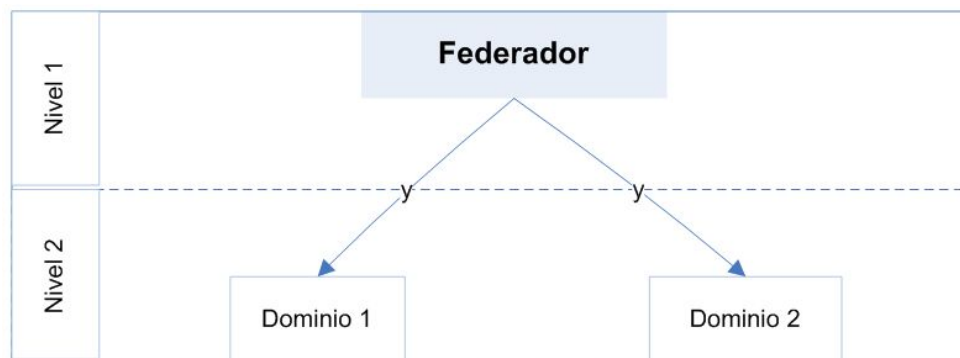 Nivel 1
Federador
y
y
Nivel 2
Dominio 1
Dominio 2